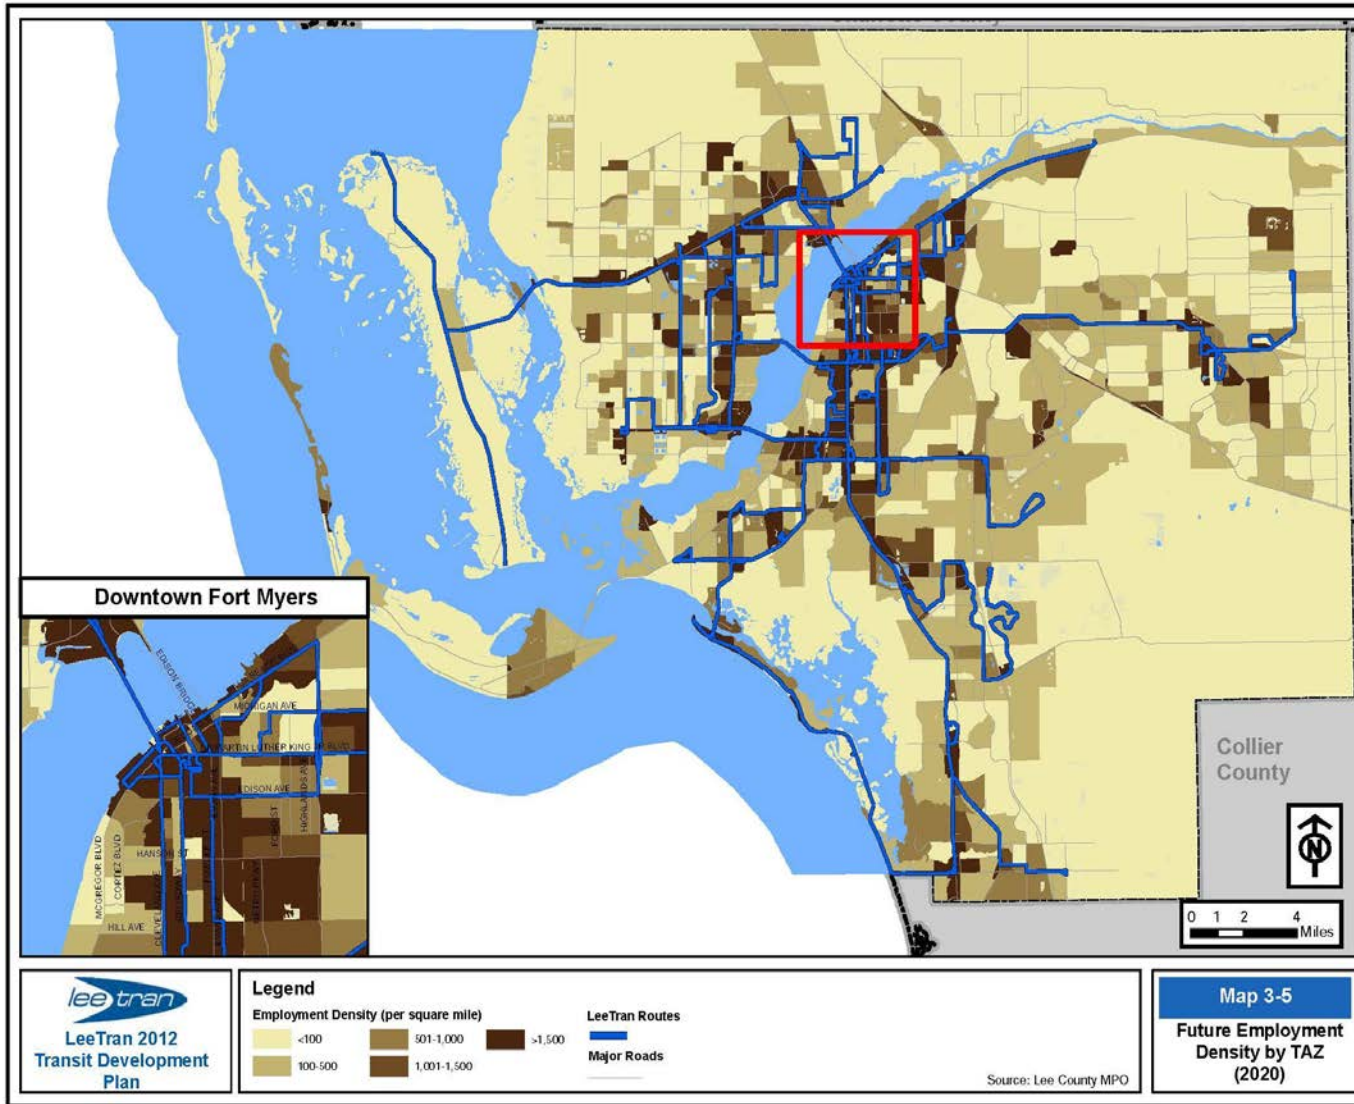 Collier
County
N
0 1 2 4
Miles
Downtown Fort Myers
EDISON BRIDGE
MICHIGAN AVE
MARTIN LUTHER KING JR BLVD
EDISON AVE
HIGHLANDS AVE
FORD ST
HANSON ST
MCGREGOR BLVD
CORTEZ BLVD
HILL AVE
lee tran
LeeTran 2012
Transit Development
Plan
Legend
Employment Density (per square mile)
<100
100-500
501-1,000
1,001-1,500
>1,500
LeeTran Routes
Major Roads
Source: Lee County MPO
Map 3-5
Future Employment
Density by TAZ
(2020)